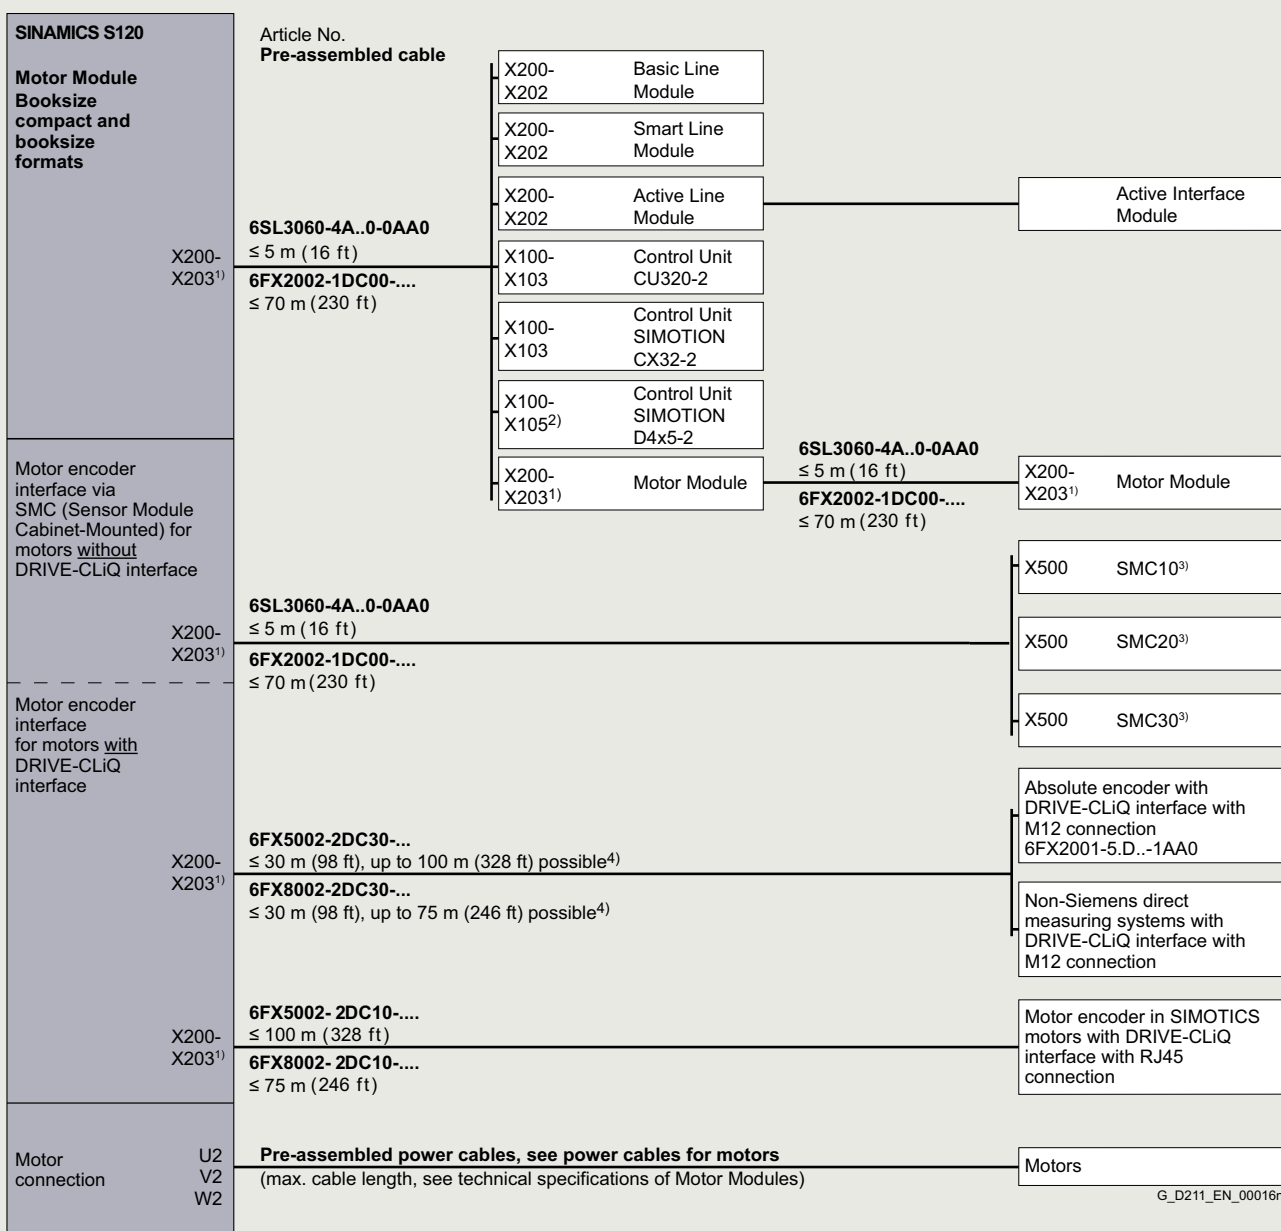 SINAMICS S120
Motor Module
Booksize
compact and
booksize
formats
X200-
X203¹⁾
Article No.
Pre-assembled cable
6SL3060-4A..0-0AA0
≤ 5 m (16 ft)
6FX2002-1DC00-....
≤ 70 m (230 ft)
X200-
X202
Basic Line
Module
X200-
X202
Smart Line
Module
X200-
X202
Active Line
Module
Active Interface
Module
X100-
X103
Control Unit
CU320-2
X100-
X103
Control Unit
SIMOTION
CX32-2
X100-
X105²⁾
Control Unit
SIMOTION
D4x5-2
X200-
X203¹⁾
Motor Module
6SL3060-4A..0-0AA0
≤ 5 m (16 ft)
6FX2002-1DC00-....
≤ 70 m (230 ft)
X200-
X203¹⁾
Motor Module
Motor encoder
interface via
SMC (Sensor Module
Cabinet-Mounted) for
motors without
DRIVE-CLiQ interface
X200-
X203¹⁾
6SL3060-4A..0-0AA0
≤ 5 m (16 ft)
6FX2002-1DC00-....
≤ 70 m (230 ft)
X500 SMC10³⁾
X500 SMC20³⁾
X500 SMC30³⁾
Motor encoder
interface
for motors with
DRIVE-CLiQ
interface
X200-
X203¹⁾
6FX5002-2DC30-...
≤ 30 m (98 ft), up to 100 m (328 ft) possible⁴⁾
6FX8002-2DC30-...
≤ 30 m (98 ft), up to 75 m (246 ft) possible⁴⁾
Absolute encoder with
DRIVE-CLiQ interface with
M12 connection
6FX2001-5.D..-1AA0
Non-Siemens direct
measuring systems with
DRIVE-CLiQ interface with
M12 connection
X200-
X203¹⁾
6FX5002- 2DC10-....
≤ 100 m (328 ft)
6FX8002- 2DC10-....
≤ 75 m (246 ft)
Motor encoder in SIMOTICS
motors with DRIVE-CLiQ
interface with RJ45
connection
Motor
connection
U2
V2
W2
Pre-assembled power cables, see power cables for motors
(max. cable length, see technical specifications of Motor Modules)
Motors
G_D211_EN_00016r